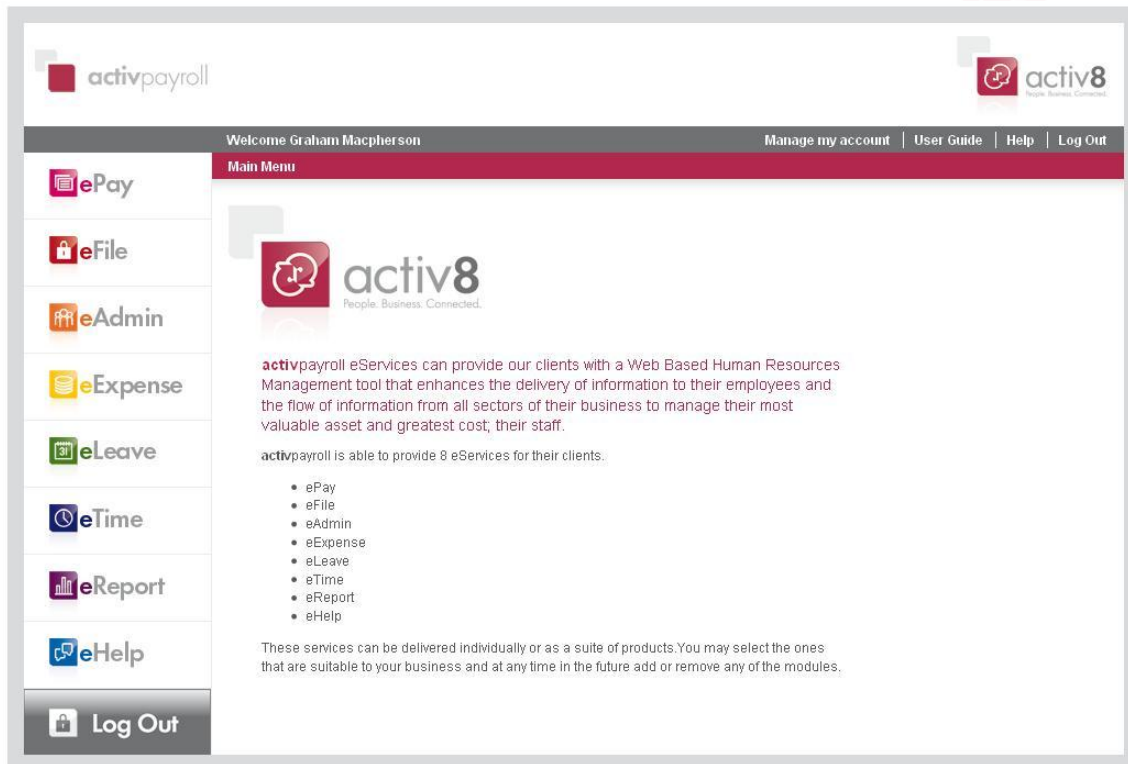 activpayroll
activ8
People. Business. Connected.
Welcome Graham Macpherson
Manage my account | User Guide | Help | Log Out
Main Menu
ePay
eFile
eAdmin
eExpense
eLeave
eTime
eReport
eHelp
Log Out
activ8
People. Business. Connected.
activpayroll eServices can provide our clients with a Web Based Human Resources
Management tool that enhances the delivery of information to their employees and
the flow of information from all sectors of their business to manage their most
valuable asset and greatest cost; their staff.
activpayroll is able to provide 8 eServices for their clients.
• ePay
• eFile
• eAdmin
• eExpense
• eLeave
• eTime
• eReport
• eHelp
These services can be delivered individually or as a suite of products.You may select the ones
that are suitable to your business and at any time in the future add or remove any of the modules.